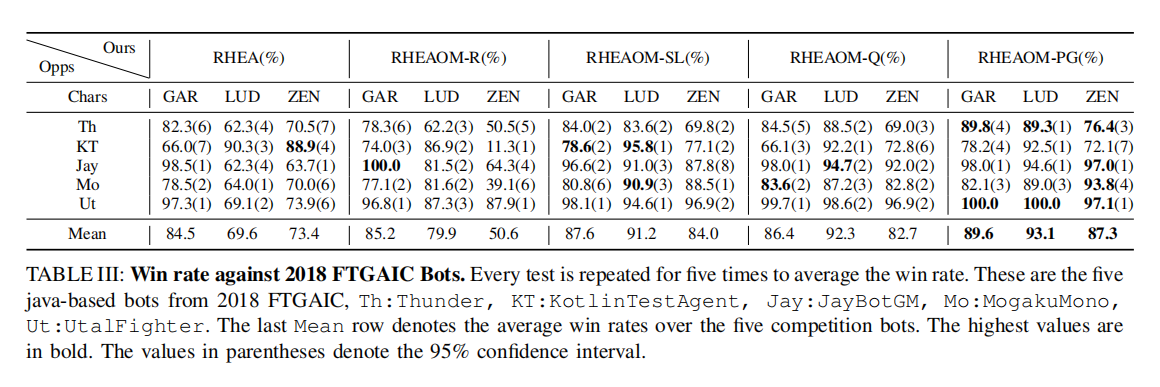 Ours RHEA(%) RHEAOM-R(%) RHEAOM-SL(%) RHEAOM-Q(%) RHEAOM-PG(%)
Opps
Chars GAR LUD ZEN GAR LUD ZEN GAR LUD ZEN GAR LUD ZEN GAR LUD ZEN
Th 82.3(6) 62.3(4) 70.5(7) 78.3(6) 62.2(3) 50.5(5) 84.0(2) 83.6(2) 69.8(2) 84.5(5) 88.5(2) 69.0(3) 89.8(4) 89.3(1) 76.4(3)
KT 66.0(7) 90.3(3) 88.9(4) 74.0(3) 86.9(2) 11.3(1) 78.6(2) 95.8(1) 77.1(2) 66.1(3) 92.2(1) 72.8(6) 78.2(4) 92.5(1) 72.1(7)
Jay 98.5(1) 62.3(4) 63.7(1) 100.0 81.5(2) 64.3(4) 96.6(2) 91.0(3) 87.8(8) 98.0(1) 94.7(2) 92.0(2) 98.0(1) 94.6(1) 97.0(1)
Mo 78.5(2) 64.0(1) 70.0(6) 77.1(2) 81.6(2) 39.1(6) 80.8(6) 90.9(3) 88.5(1) 83.6(2) 87.2(3) 82.8(2) 82.1(3) 89.0(3) 93.8(4)
Ut 97.3(1) 69.1(2) 73.9(6) 96.8(1) 87.3(3) 87.9(1) 98.1(1) 94.6(1) 96.9(2) 99.7(1) 98.6(2) 96.9(2) 100.0 100.0 97.1(1)
Mean 84.5 69.6 73.4 85.2 79.9 50.6 87.6 91.2 84.0 86.4 92.3 82.7 89.6 93.1 87.3
TABLE III: Win rate against 2018 FTGAIC Bots. Every test is repeated for five times to average the win rate. These are the five
java-based bots from 2018 FTGAIC, Th:Thunder, KT:KotlinTestAgent, Jay:JayBotGM, Mo:MogakuMono,
Ut:UtalFighter. The last Mean row denotes the average win rates over the five competition bots. The highest values are
in bold. The values in parentheses denote the 95% confidence interval.